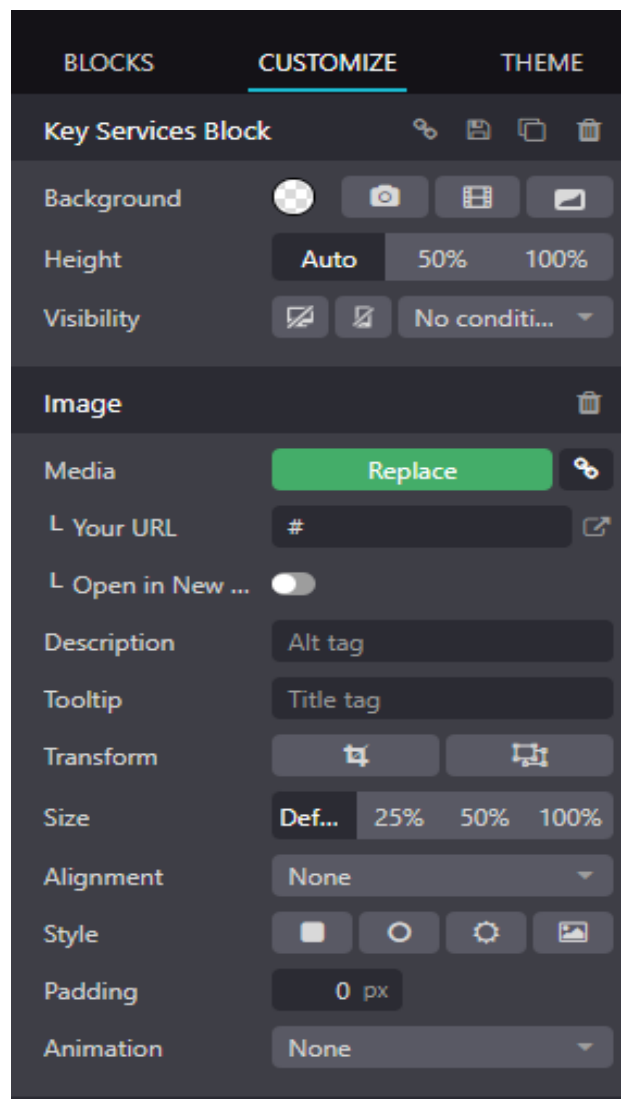 BLOCKS CUSTOMIZE THEME
Key Services Block
Background
Height Auto 50% 100%
Visibility No conditi...
Image
Media Replace
Your URL #
Open in New ...
Description Alt tag
Tooltip Title tag
Transform
Size Def... 25% 50% 100%
Alignment None
Style
Padding 0 px
Animation None